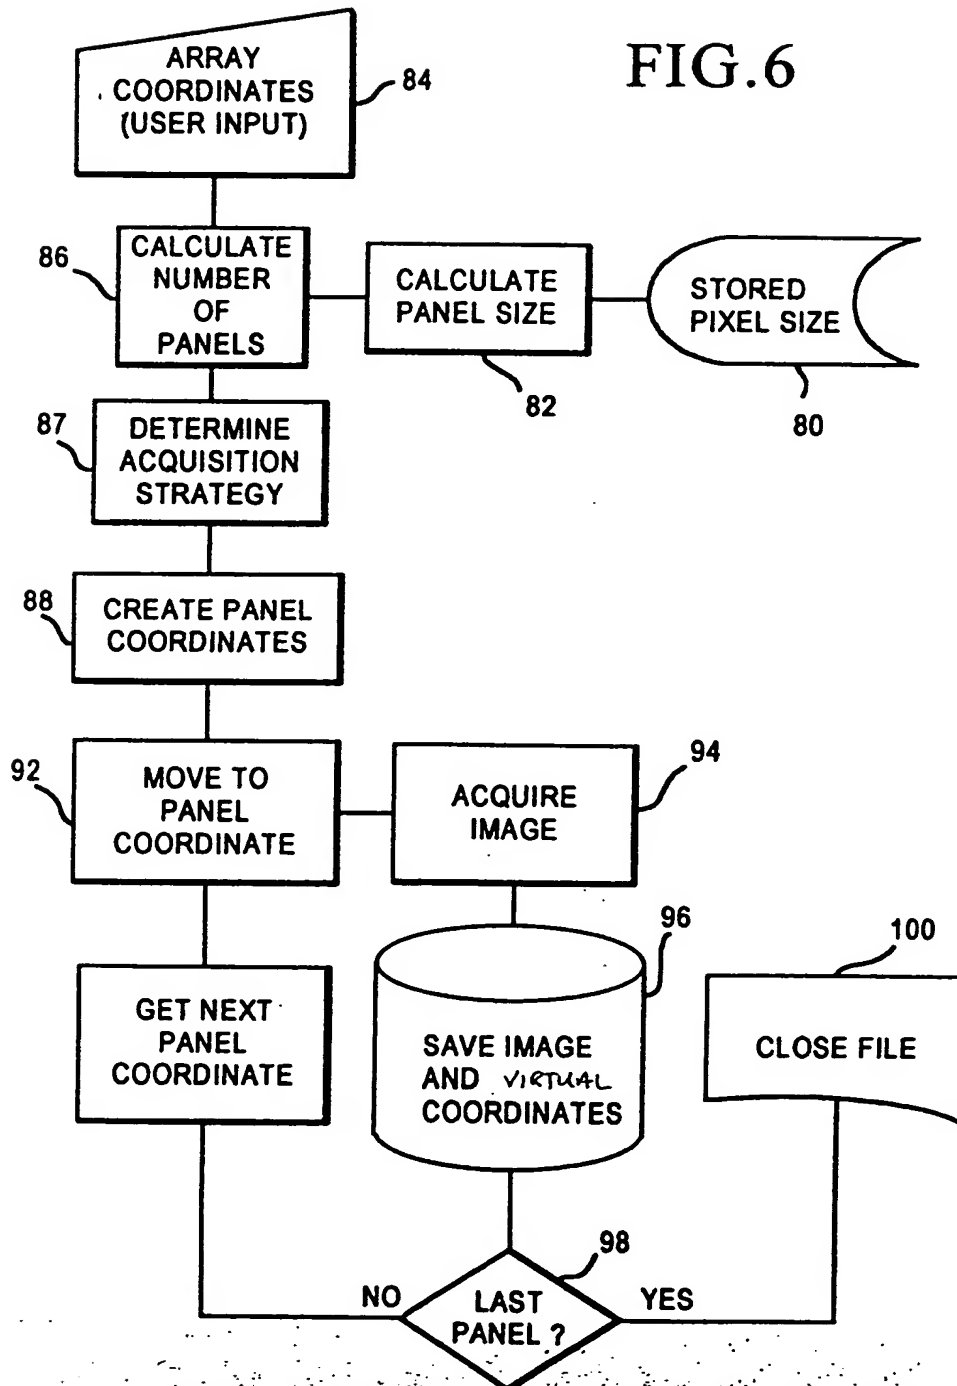 FIG.6
ARRAY
COORDINATES
(USER INPUT)
84
CALCULATE
NUMBER
OF
PANELS
86
CALCULATE
PANEL SIZE
82
STORED
PIXEL SIZE
80
87
DETERMINE
ACQUISITION
STRATEGY
88
CREATE PANEL
COORDINATES
92
MOVE TO
PANEL
COORDINATE
ACQUIRE
IMAGE
94
GET NEXT
PANEL
COORDINATE
96
SAVE IMAGE
AND VIRTUAL
COORDINATES
100
CLOSE FILE
98
NO
LAST
PANEL ?
YES